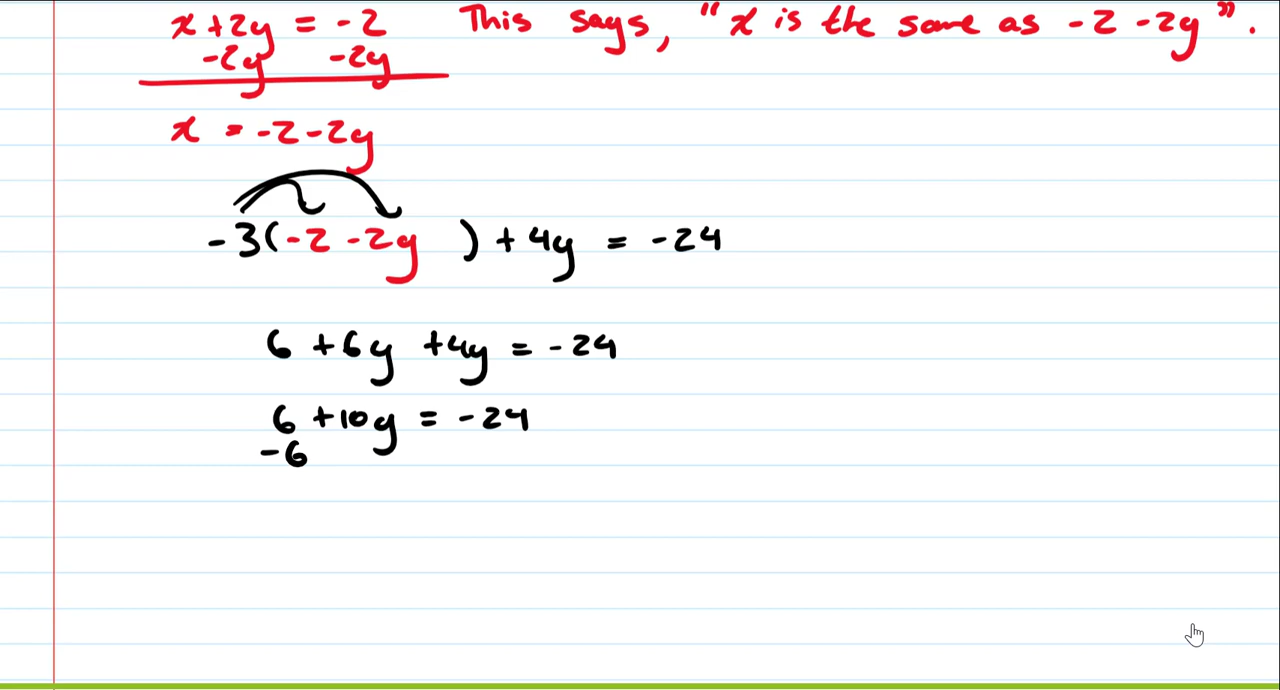 x + 2y = -2 This says, "x is the same as -2 -2y".
-2y -2y
x = -2 -2y
-3(-2 -2y ) + 4y = -24
6 + 6y + 4y = -24
6 + 10y = -24
-6